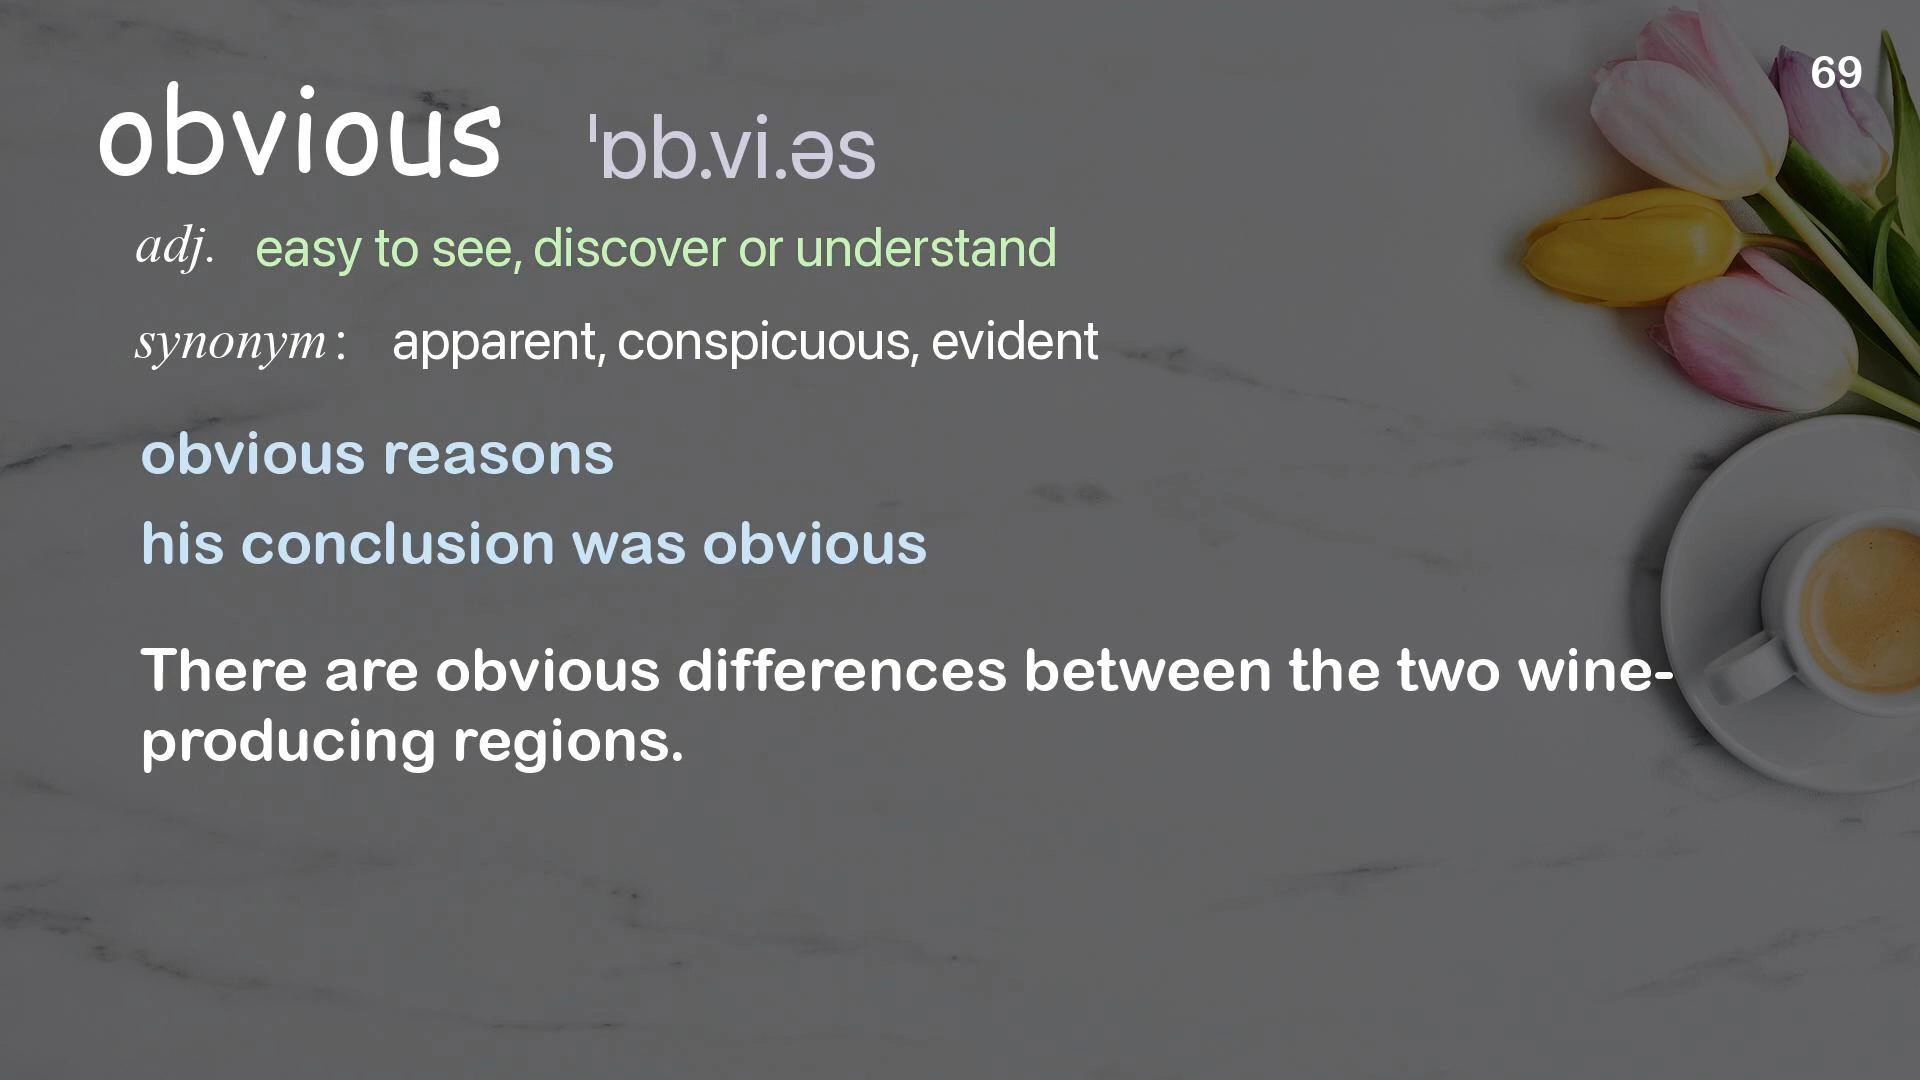 69
obvious ˈɒb.vi.əs
adj. easy to see, discover or understand
synonym: apparent, conspicuous, evident
obvious reasons
his conclusion was obvious
There are obvious differences between the two wine-
producing regions.